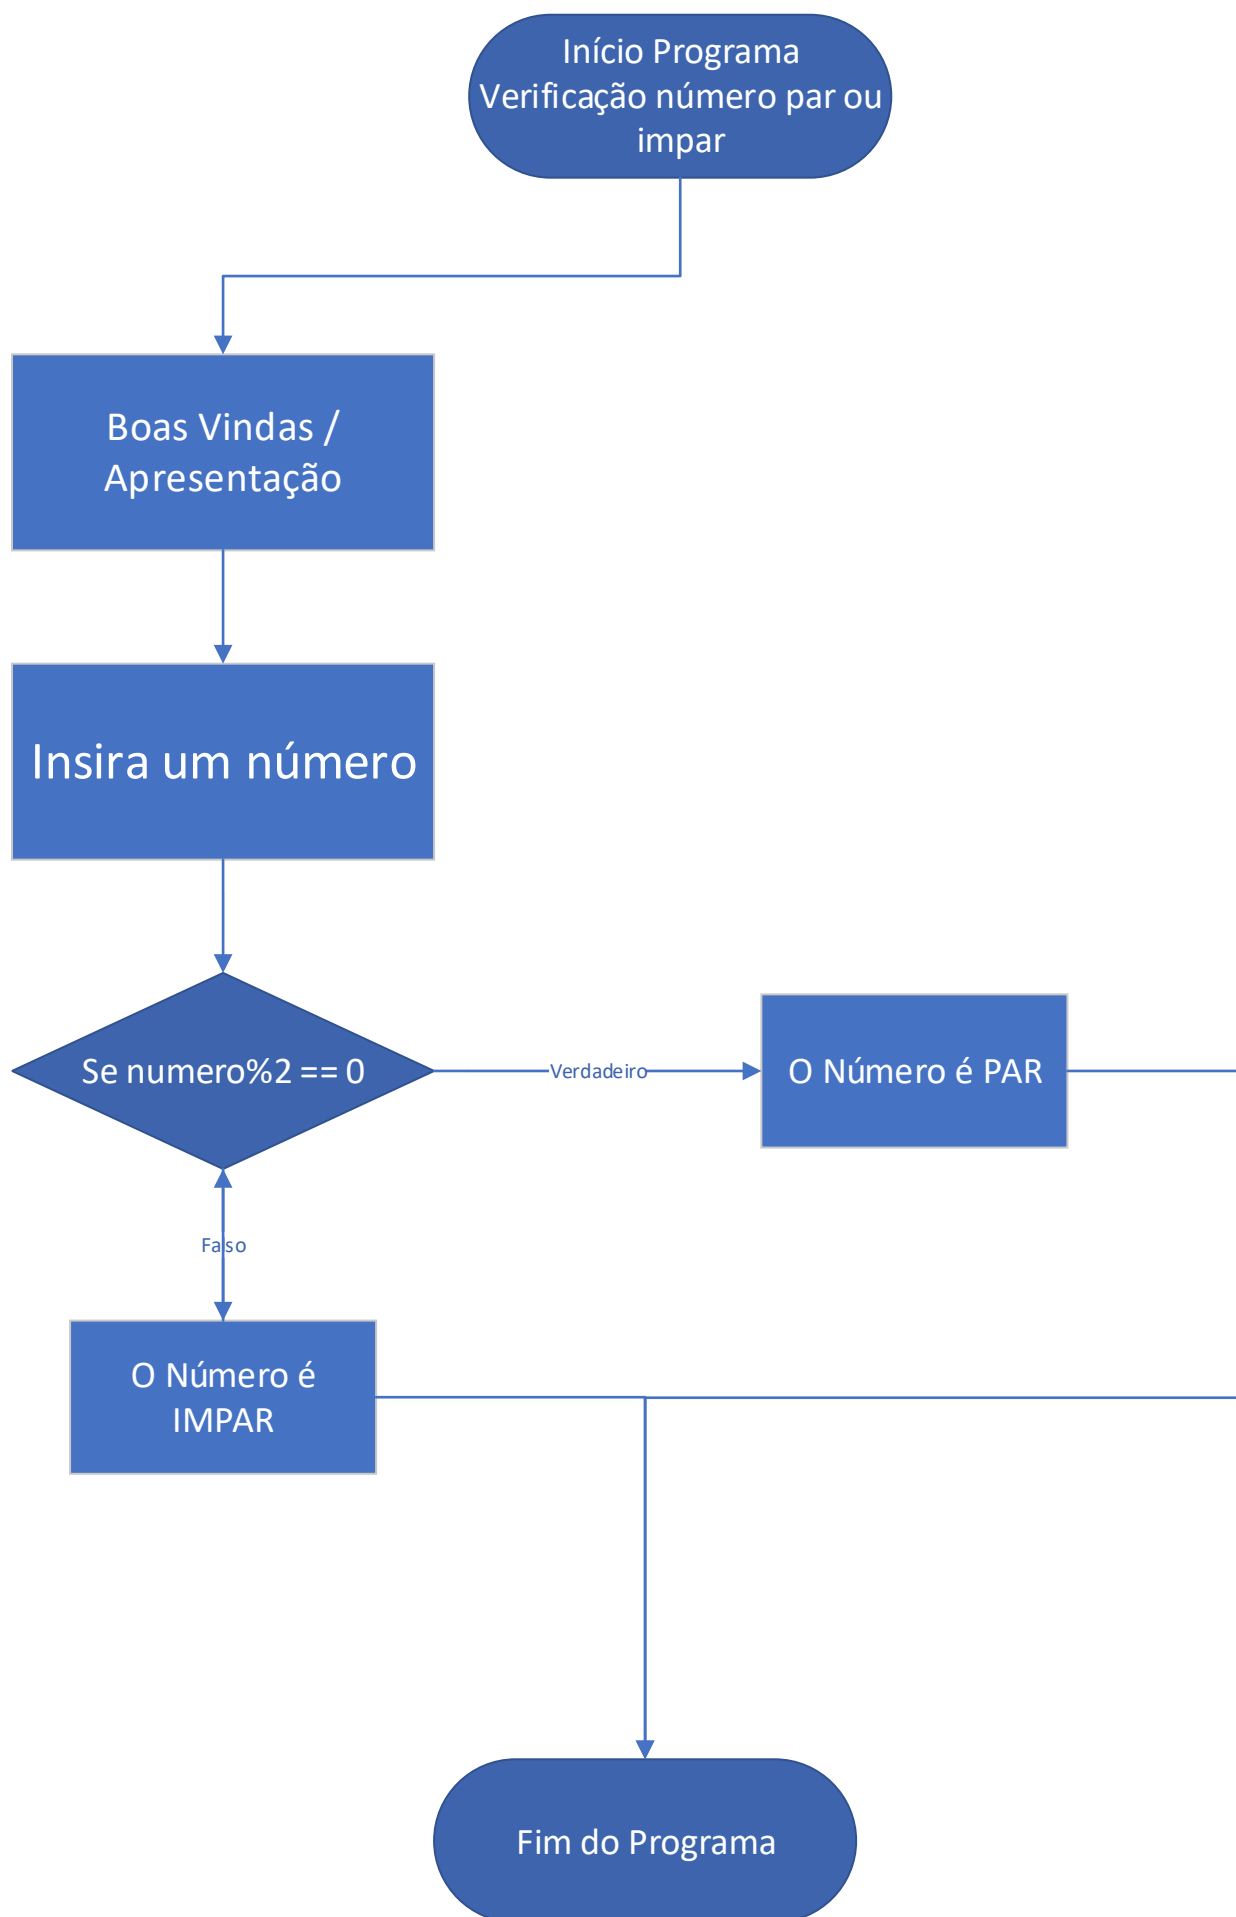 Início Programa
Verificação número par ou
impar
Boas Vindas /
Apresentação
Insira um número
Se numero%2 == 0
Verdadeiro
O Número é PAR
Falso
O Número é
IMPAR
Fim do Programa